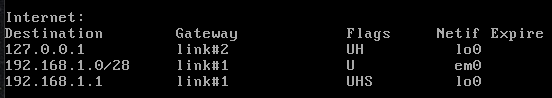 Internet:
Destination Gateway Flags Netif Expire
127.0.0.1 link#2 UH lo0
192.168.1.0/28 link#1 U em0
192.168.1.1 link#1 UHS lo0